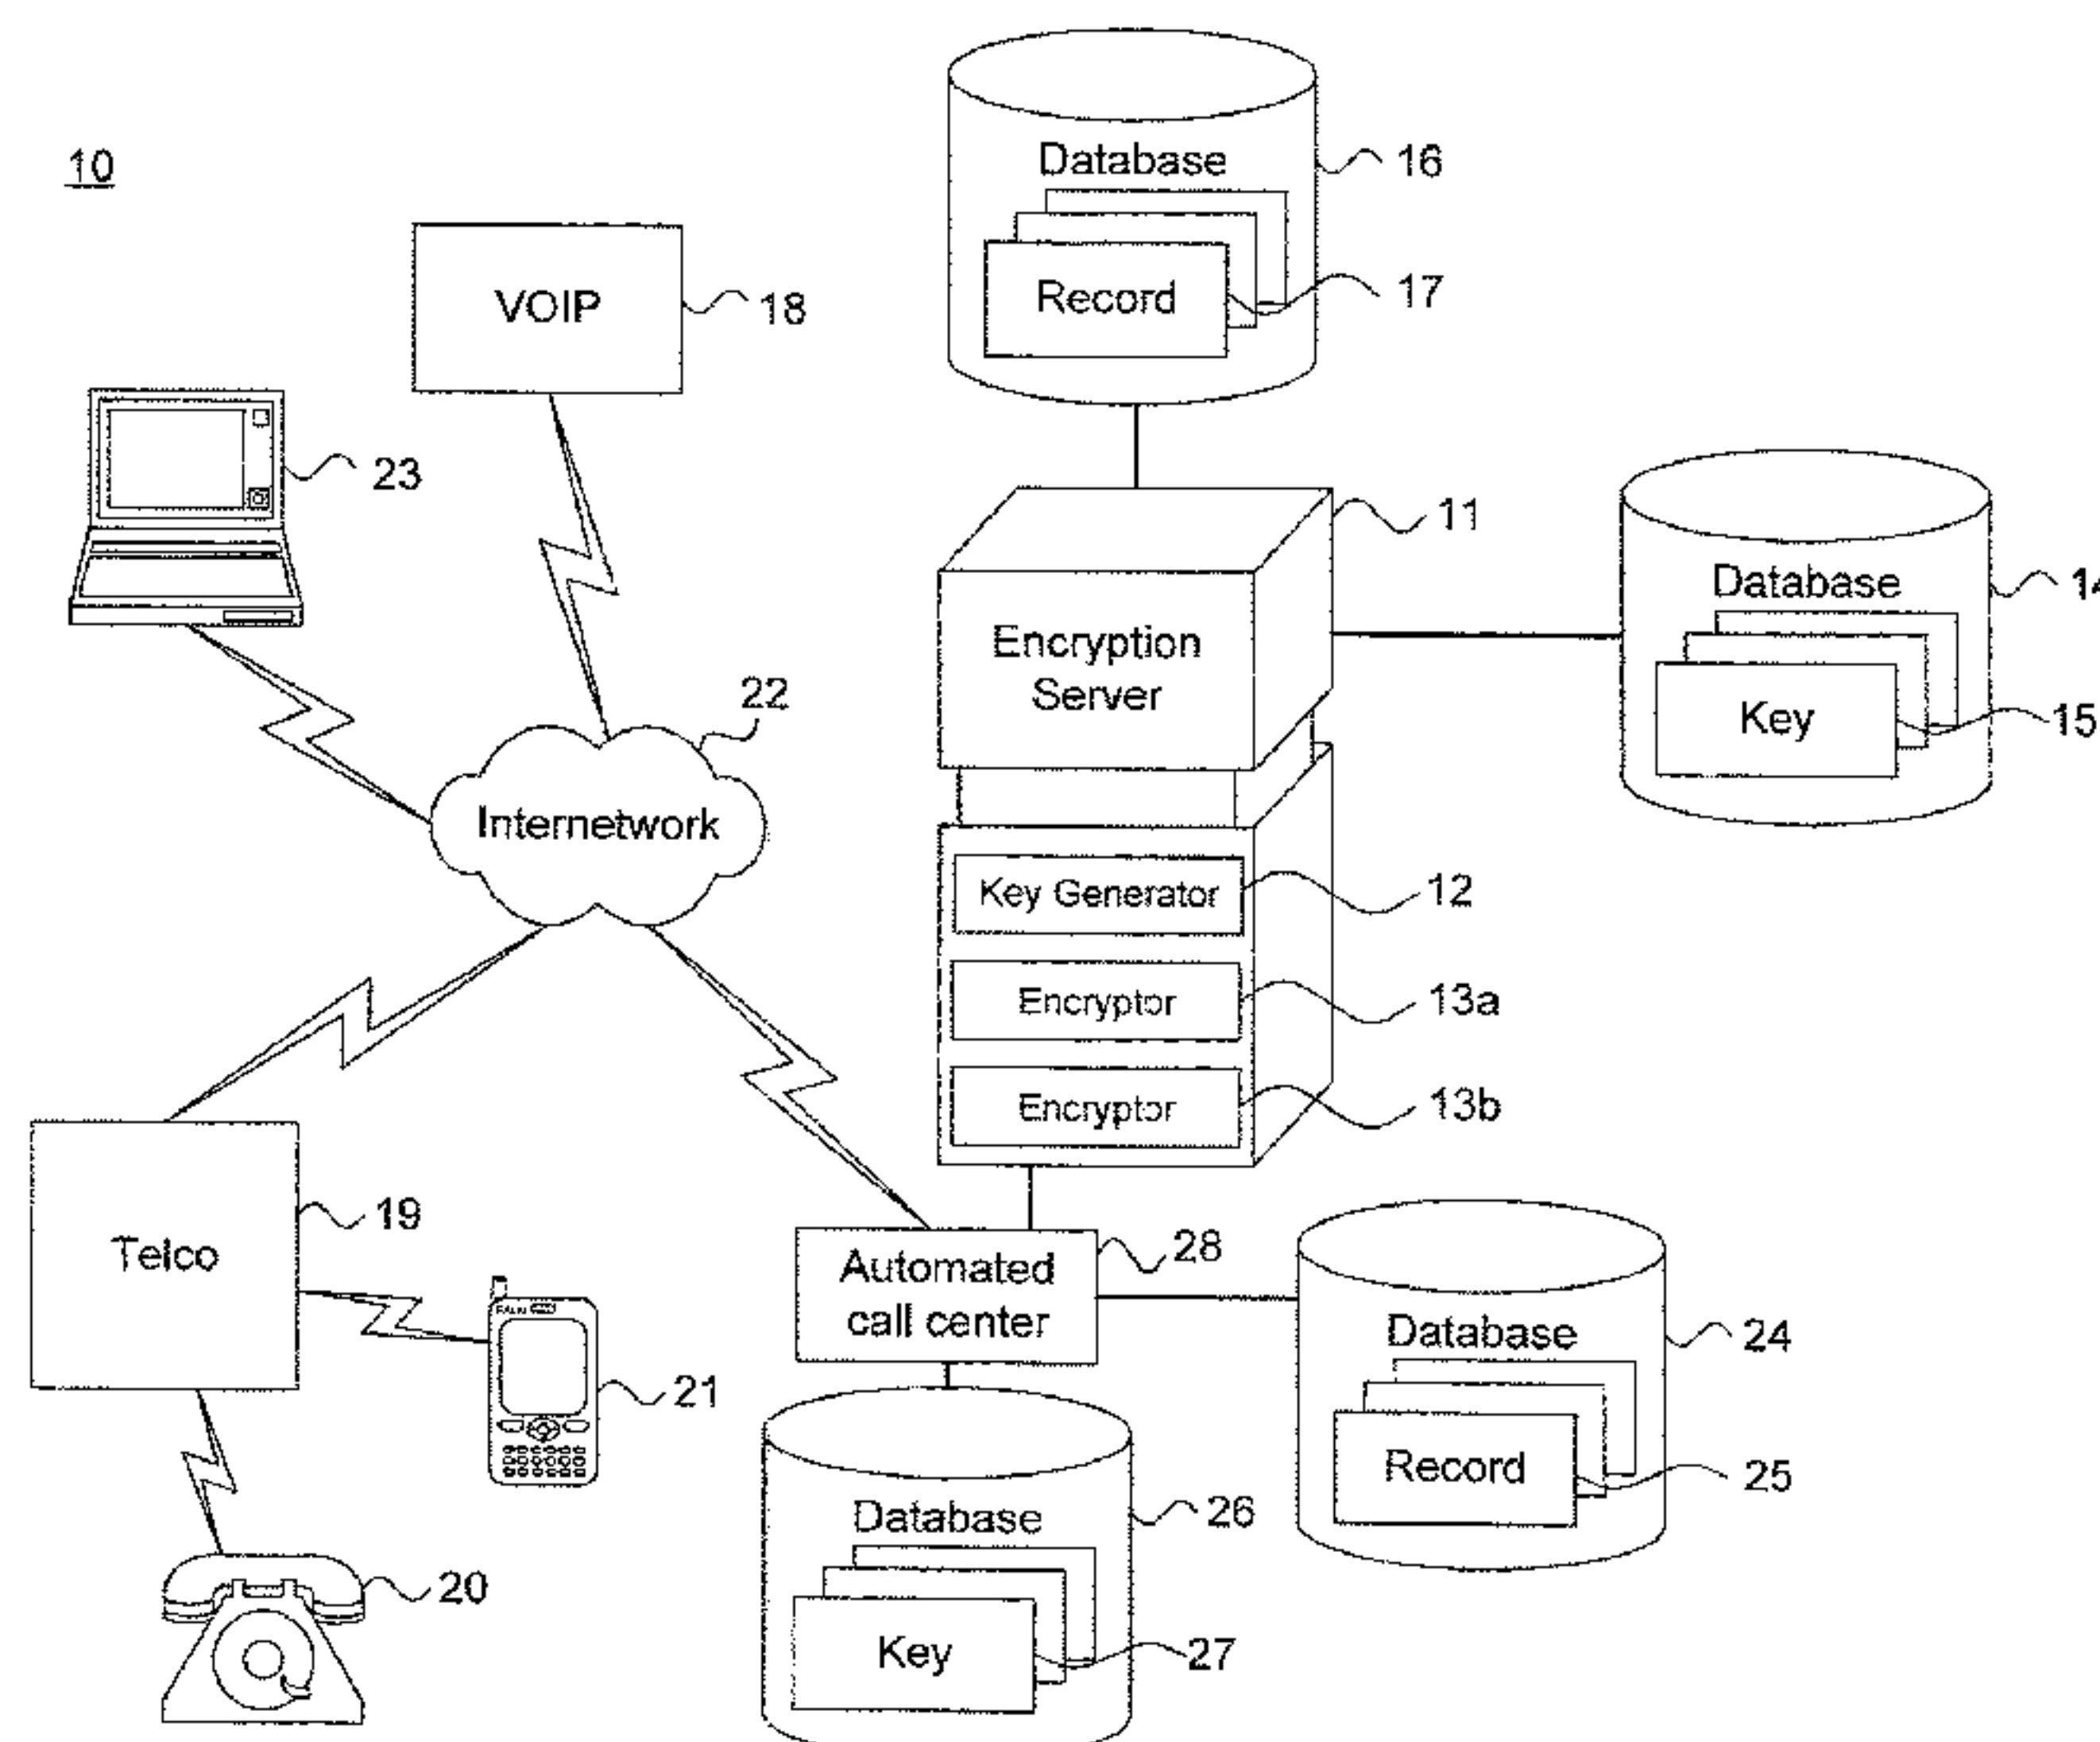 10
Database
16
Record
17
VOIP
18
23
11
Database
14
Encryption
Server
Key
15
22
Internetwork
Key Generator
12
Encryptor
13a
Encryptor
13b
Telco
19
Automated
call center
28
Database
24
Record
25
21
Database
26
Key
27
20